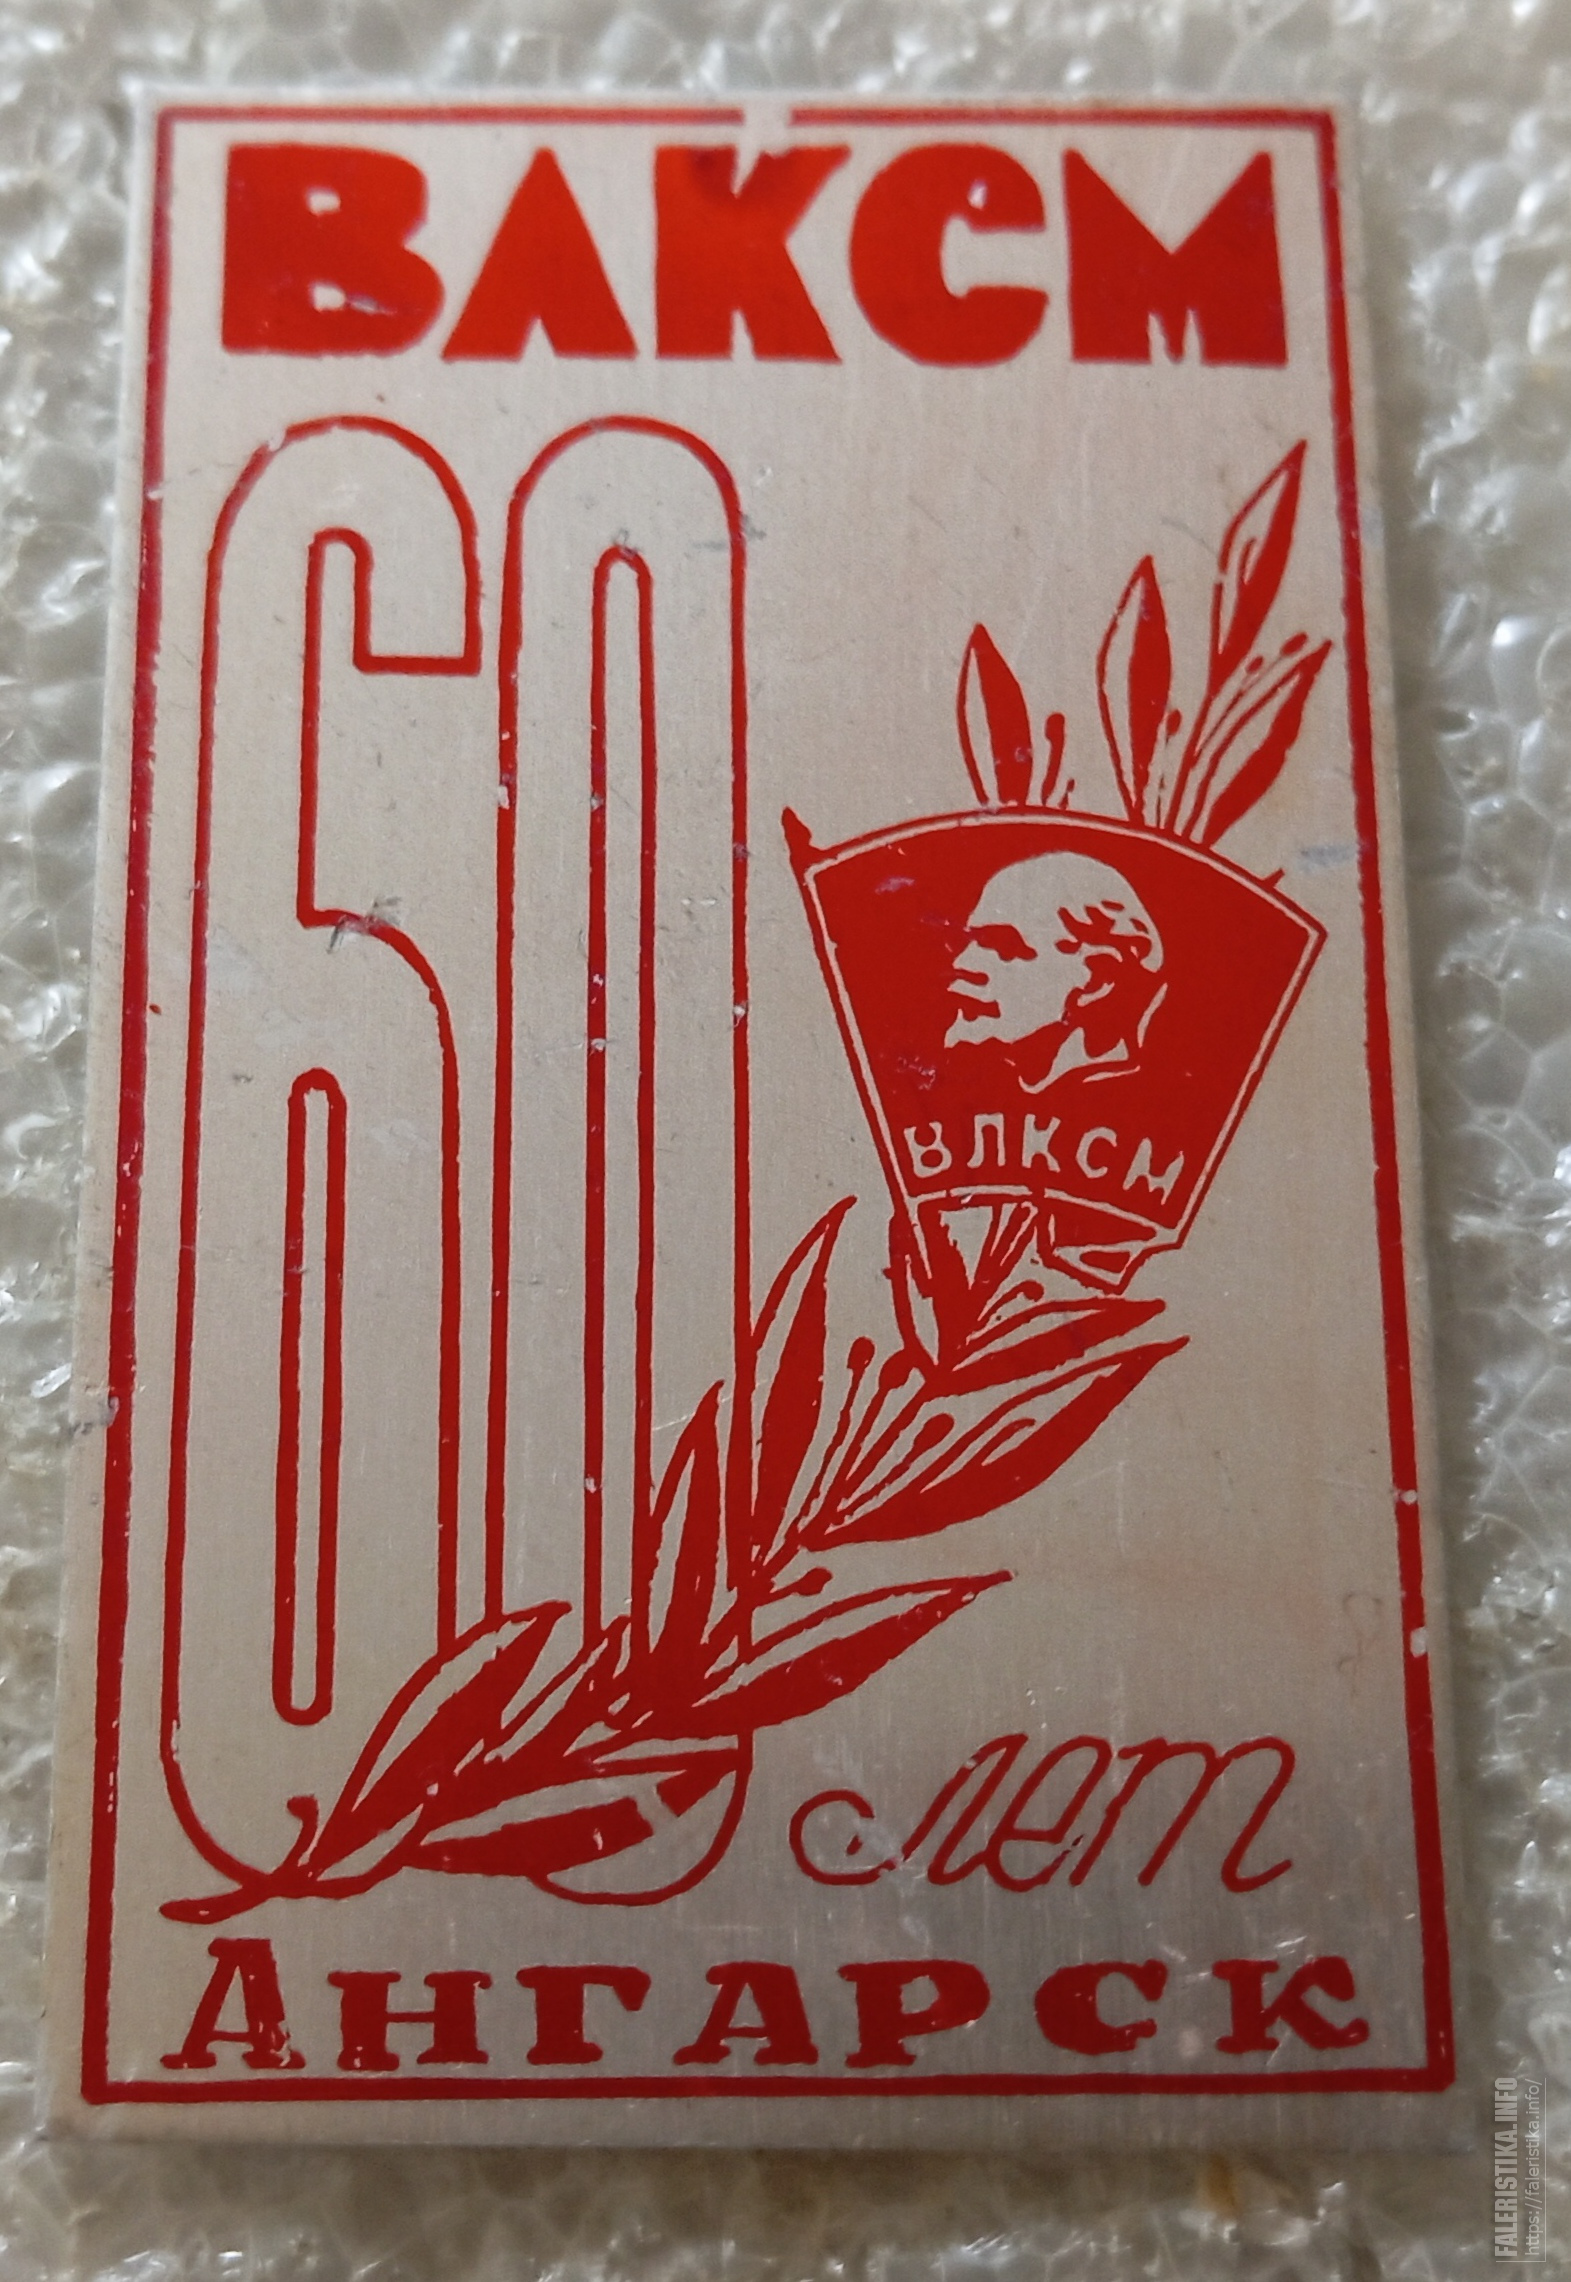 ВЛКСМ
60
ВЛКСМ
лет
Ангарск
FALERISTIKA.INFO
https://faleristika.info/